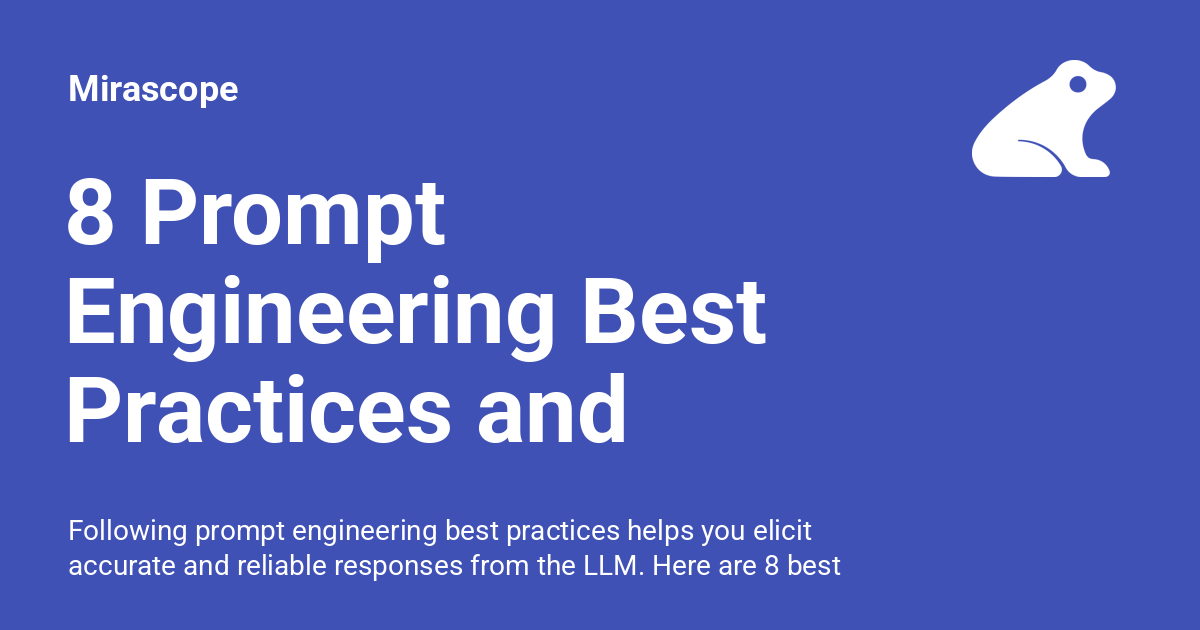 Mirascope
8 Prompt
Engineering Best
Practices and
Following prompt engineering best practices helps you elicit
accurate and reliable responses from the LLM. Here are 8 best